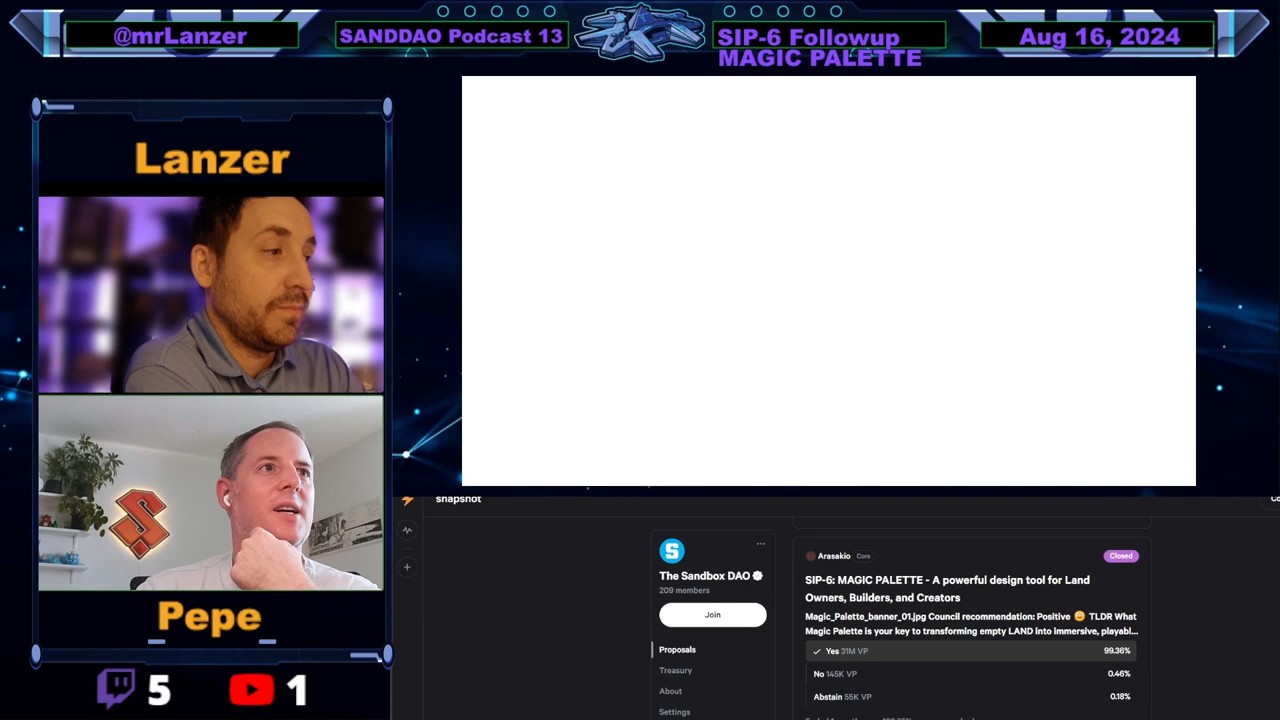 @mrLanzer
SANDDAO Podcast 13
SIP-6 Followup
MAGIC PALETTE
Aug 16, 2024
Lanzer
Pepe
5
1
snapshot
The Sandbox DAO
209 members
Join
Proposals
Treasury
About
Settings
Arasakio Core
Closed
SIP-6: MAGIC PALETTE - A powerful design tool for Land
Owners, Builders, and Creators
Magic_Palette_banner_01.jpg Council recommendation: Positive 😊 TLDR What
Magic Palette is your key to transforming empty LAND into immersive, playabl...
Yes 31M VP 99.36%
No 145K VP 0.46%
Abstain 55K VP 0.18%